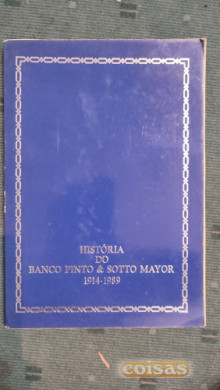 HISTÓRIA
DO
BANCO PINTO & SOTTO MAYOR
1914-1989
coisas